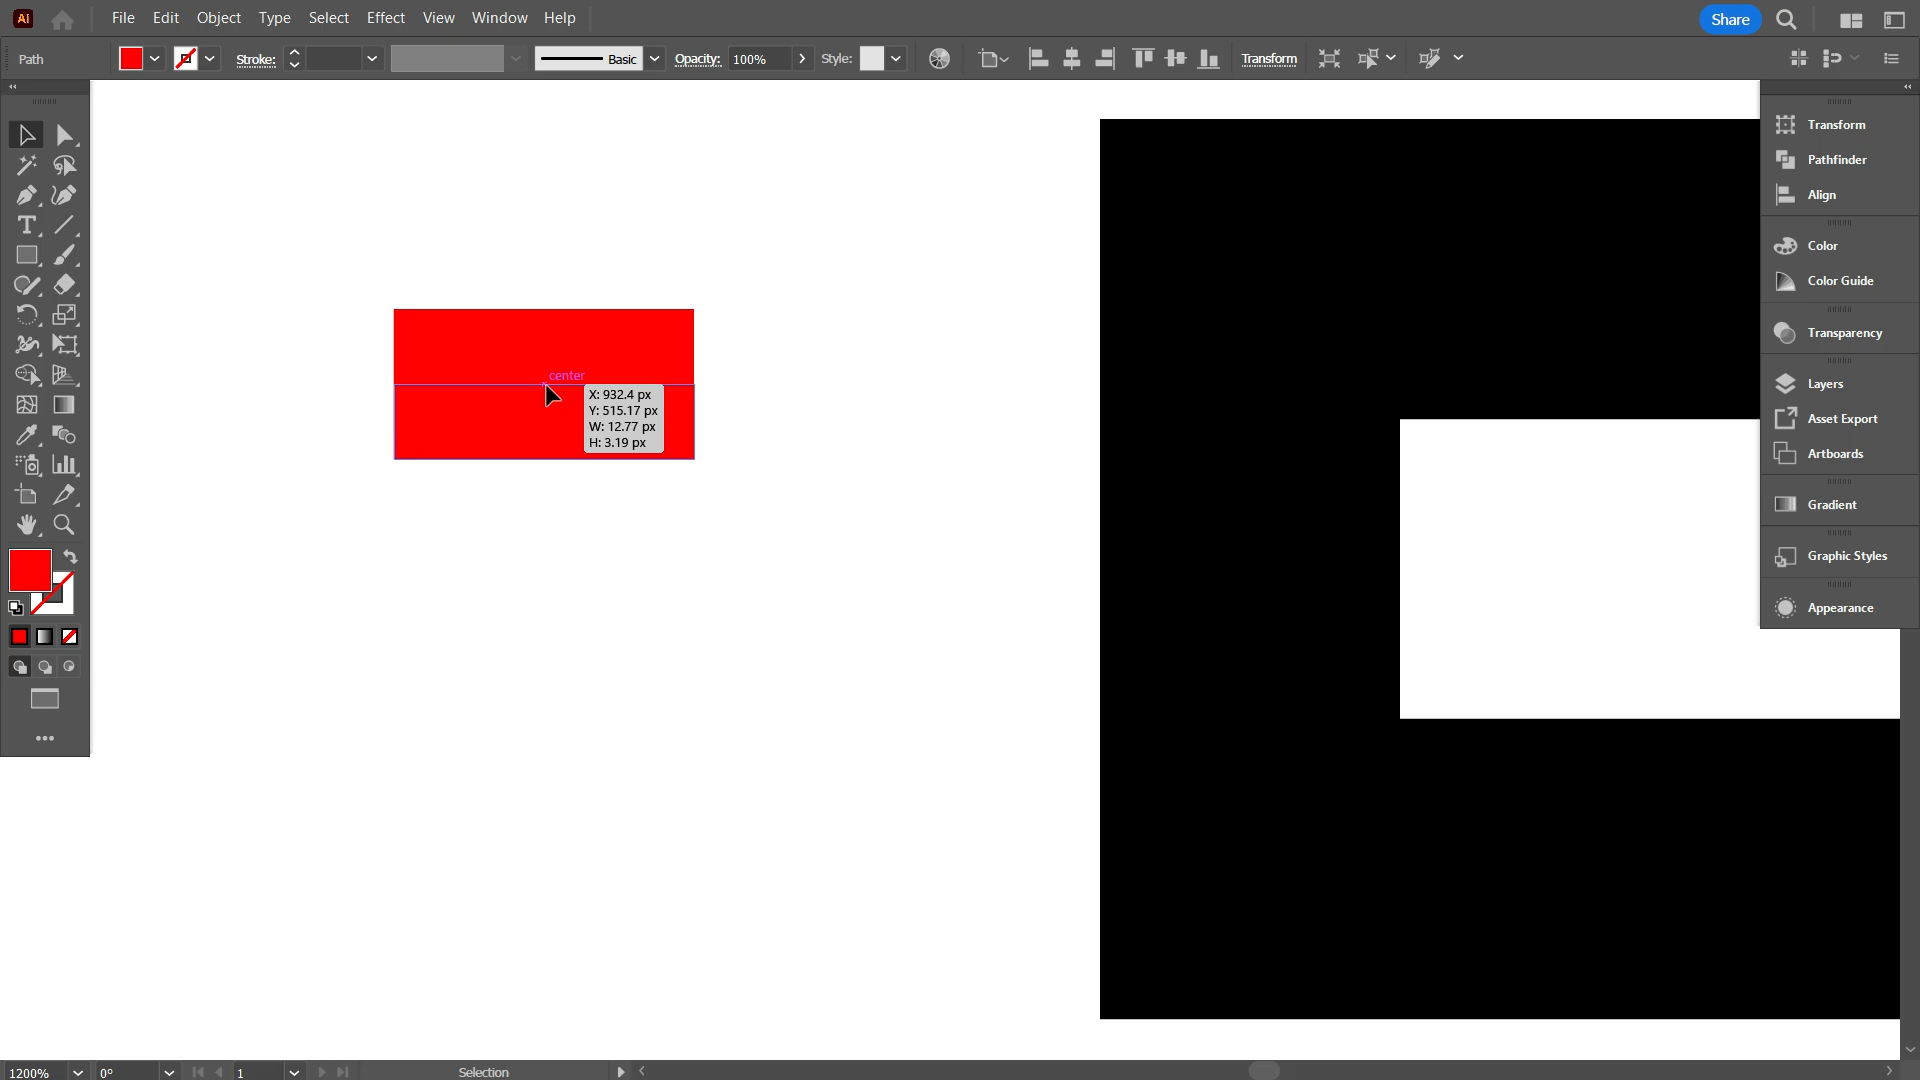 Ai File Edit Object Type Select Effect View Window Help Share
Path Stroke: Basic Opacity: 100% Style: Transform
Transform
Pathfinder
Align
Color
Color Guide
Transparency
Layers
Asset Export
Artboards
Gradient
Graphic Styles
Appearance
center
X: 932.4 px
Y: 515.17 px
W: 12.77 px
H: 3.19 px
1200% 0° 1 Selection